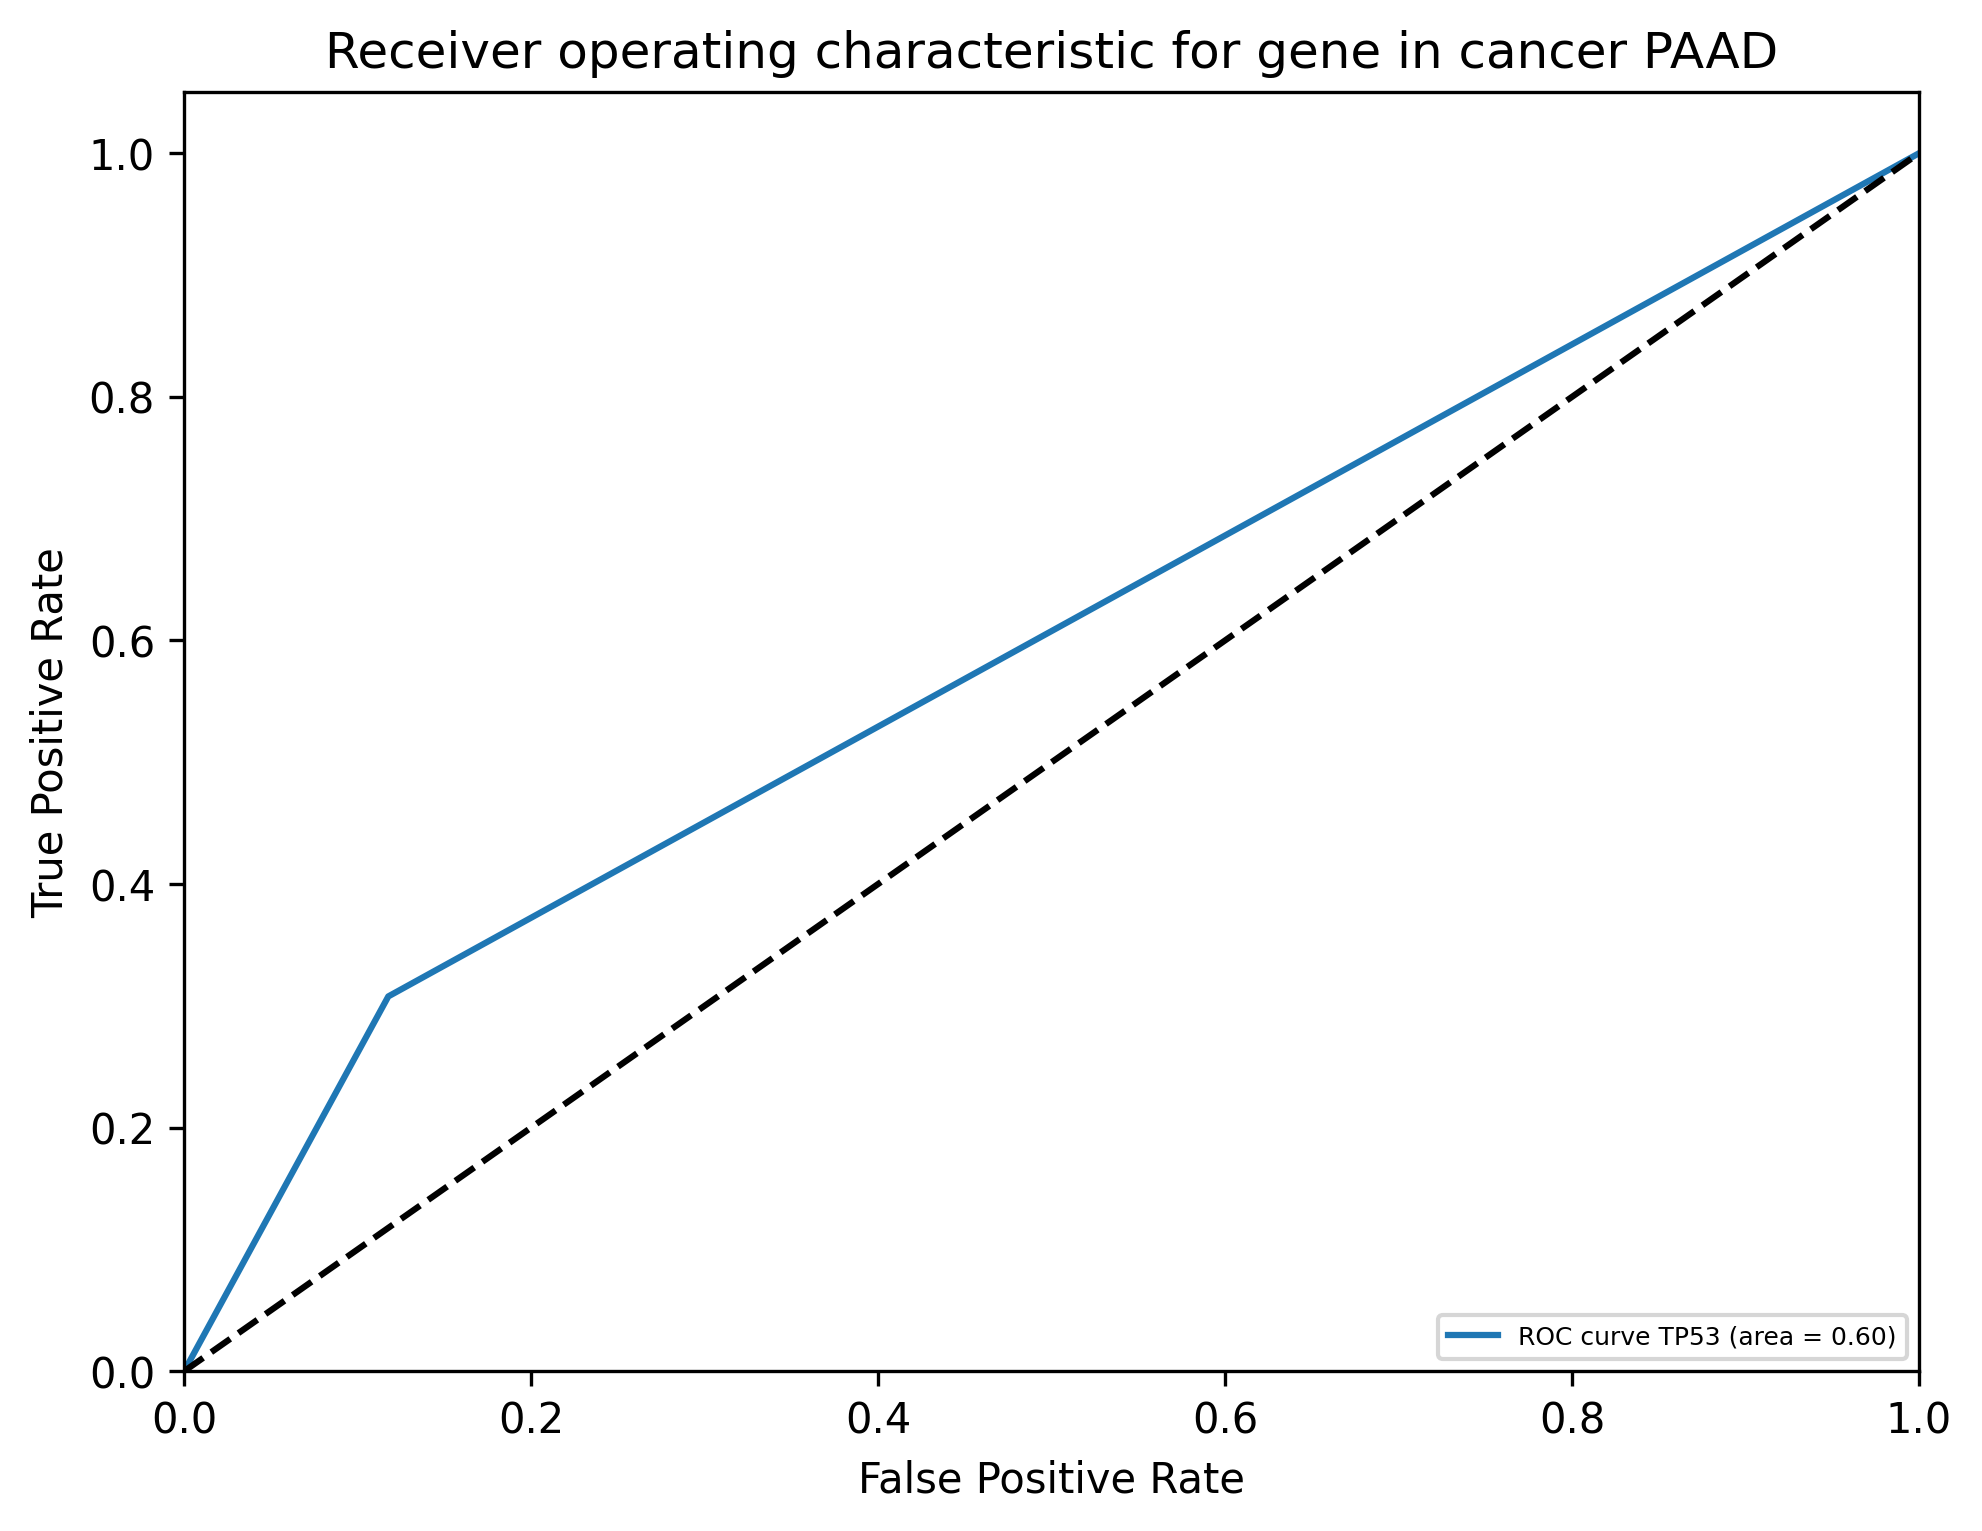 Receiver operating characteristic for gene in cancer PAAD
1.0
0.8
0.6
0.4
0.2
0.0
True Positive Rate
0.0 0.2 0.4 0.6 0.8 1.0
False Positive Rate
ROC curve TP53 (area = 0.60)